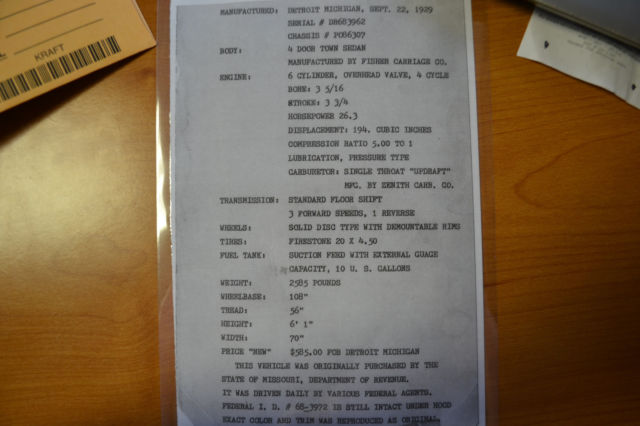 KRAFT
MANUFACTURED: DETROIT MICHIGAN, SEPT. 22, 1929
SERIAL # DR683962
CHASSIS # PO86307
BODY: 4 DOOR TOWN SEDAN
MANUFACTURED BY FISHER CARRIAGE CO.
ENGINE: 6 CYLINDER, OVERHEAD VALVE, 4 CYCLE
BORE: 3 5/16
STROKE: 3 3/4
HORSEPOWER 26.3
DISPLACEMENT: 194. CUBIC INCHES
COMPRESSION RATIO 5.00 TO 1
LUBRICATION, PRESSURE TYPE
CARBURETOR: SINGLE THROAT "UPDRAFT"
MFG. BY ZENITH CARB. CO.
TRANSMISSION: STANDARD FLOOR SHIFT
3 FORWARD SPEEDS, 1 REVERSE
WHEELS: SOLID DISC TYPE WITH DEMOUNTABLE RIMS
TIRES: FIRESTONE 20 X 4.50
FUEL TANK: SUCTION FEED WITH EXTERNAL GUAGE
CAPACITY, 10 U. S. GALLONS
WEIGHT: 2585 POUNDS
WHEELBASE: 108"
TREAD: 56"
HEIGHT: 6' 1"
WIDTH: 70"
PRICE "NEW" $585.00 FOB DETROIT MICHIGAN
THIS VEHICLE WAS ORIGINALLY PURCHASED BY THE
STATE OF MISSOURI, DEPARTMENT OF REVENUE.
IT WAS DRIVEN DAILY BY VARIOUS FEDERAL AGENTS.
FEDERAL I. D. # 68-3972 IS STILL INTACT UNDER HOOD
EXACT COLOR AND TRIM WAS REPRODUCED AS ORIGINAL.